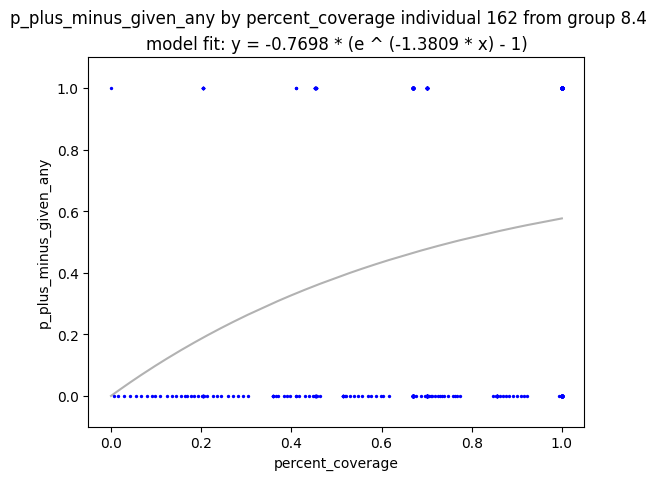 p_plus_minus_given_any by percent_coverage individual 162 from group 8.4
model fit: y = -0.7698 * (e ^ (-1.3809 * x) - 1)
1.0
0.8
0.6
0.4
0.2
0.0
p_plus_minus_given_any
0.0 0.2 0.4 0.6 0.8 1.0
percent_coverage